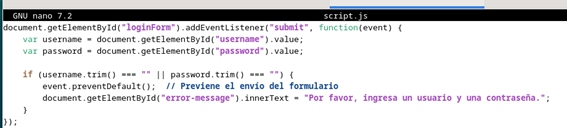 GNU nano 7.2 script.js
document.getElementById("loginForm").addEventListener("submit", function(event) {
    var username = document.getElementById("username").value;
    var password = document.getElementById("password").value;

    if (username.trim() === "" || password.trim() === "") {
        event.preventDefault();  // Previene el envío del formulario
        document.getElementById("error-message").innerText = "Por favor, ingresa un usuario y una contraseña.";
    }
});